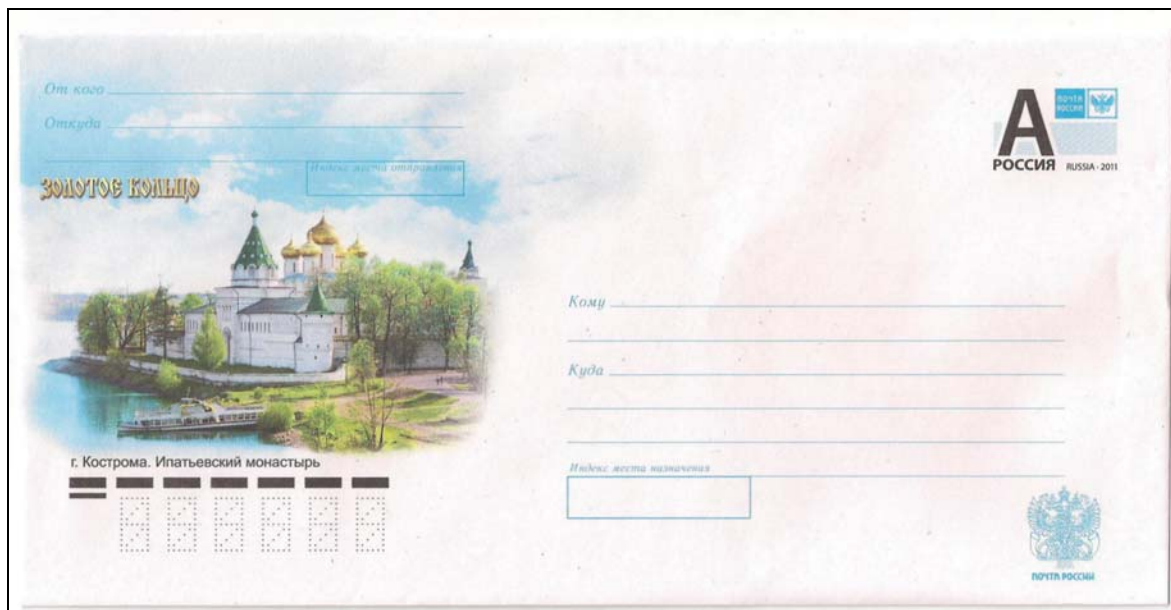 От кого
Откуда
Индекс места отправления
ЗОЛОТОЕ КОЛЬЦО
г. Кострома. Ипатьевский монастырь
А
ПОЧТА РОССИИ
РОССИЯ RUSSIA - 2011
Кому
Куда
Индекс места назначения
ПОЧТА РОССИИ